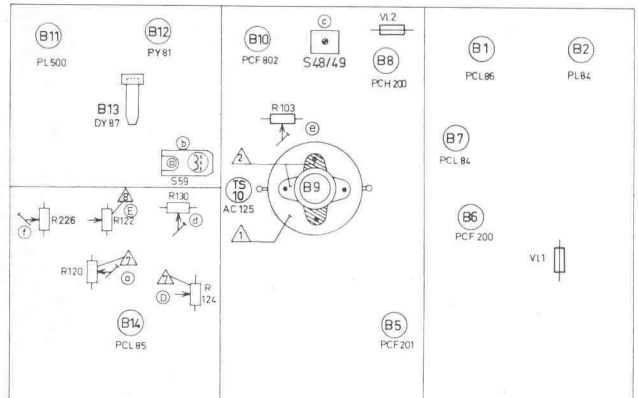 B11
PL500
B12
PY81
B13
DY87
b
a
S59
B10
PCF802
c
S48/49
VL2
B8
PCH200
R103
e
2
B9
TS
10
AC125
1
B1
PCL86
B2
PL84
B7
PCL84
B6
PCF200
VL1
f
R226
8
E
R122
R130
d
7
R120
a
7
D
R
124
B14
PCL85
B5
PCF201